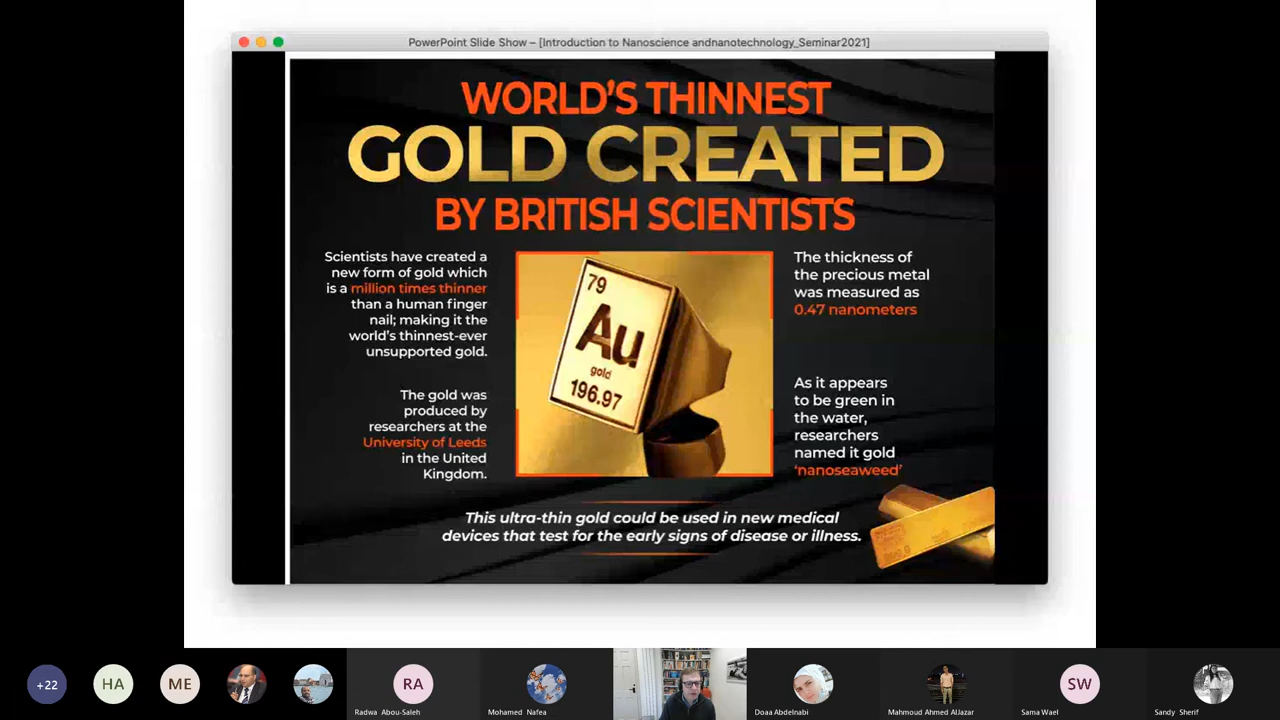 PowerPoint Slide Show – [Introduction to Nanoscience andnanotechnology_Seminar2021]
WORLD'S THINNEST
GOLD CREATED
BY BRITISH SCIENTISTS
Scientists have created a
new form of gold which
is a million times thinner
than a human finger
nail; making it the
world's thinnest-ever
unsupported gold.
The gold was
produced by
researchers at the
University of Leeds
in the United
Kingdom.
79
Au
gold
196.97
The thickness of
the precious metal
was measured as
0.47 nanometers
As it appears
to be green in
the water,
researchers
named it gold
'nanoseaweed'
This ultra-thin gold could be used in new medical
devices that test for the early signs of disease or illness.
+22
HA
ME
RA
SW
Radwa Abou-Saleh
Mohamed Nafea
Doaa Abdelnabi
Mahmoud Ahmed AlJazar
Sama Wael
Sandy Sherif